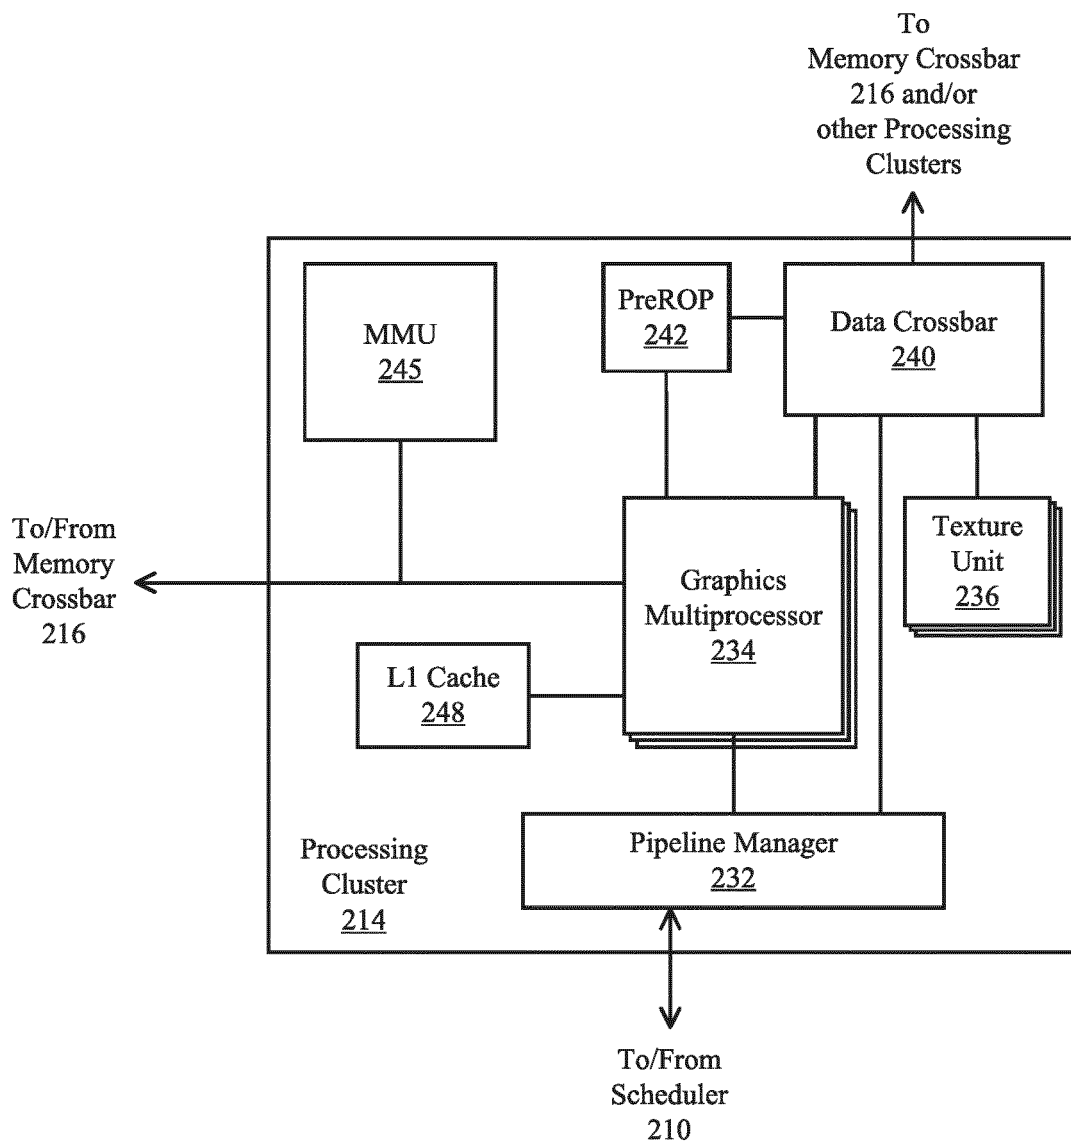 To
Memory Crossbar
216 and/or
other Processing
Clusters
MMU
245
PreROP
242
Data Crossbar
240
To/From
Memory
Crossbar
216
Graphics
Multiprocessor
234
Texture
Unit
236
L1 Cache
248
Processing
Cluster
214
Pipeline Manager
232
To/From
Scheduler
210